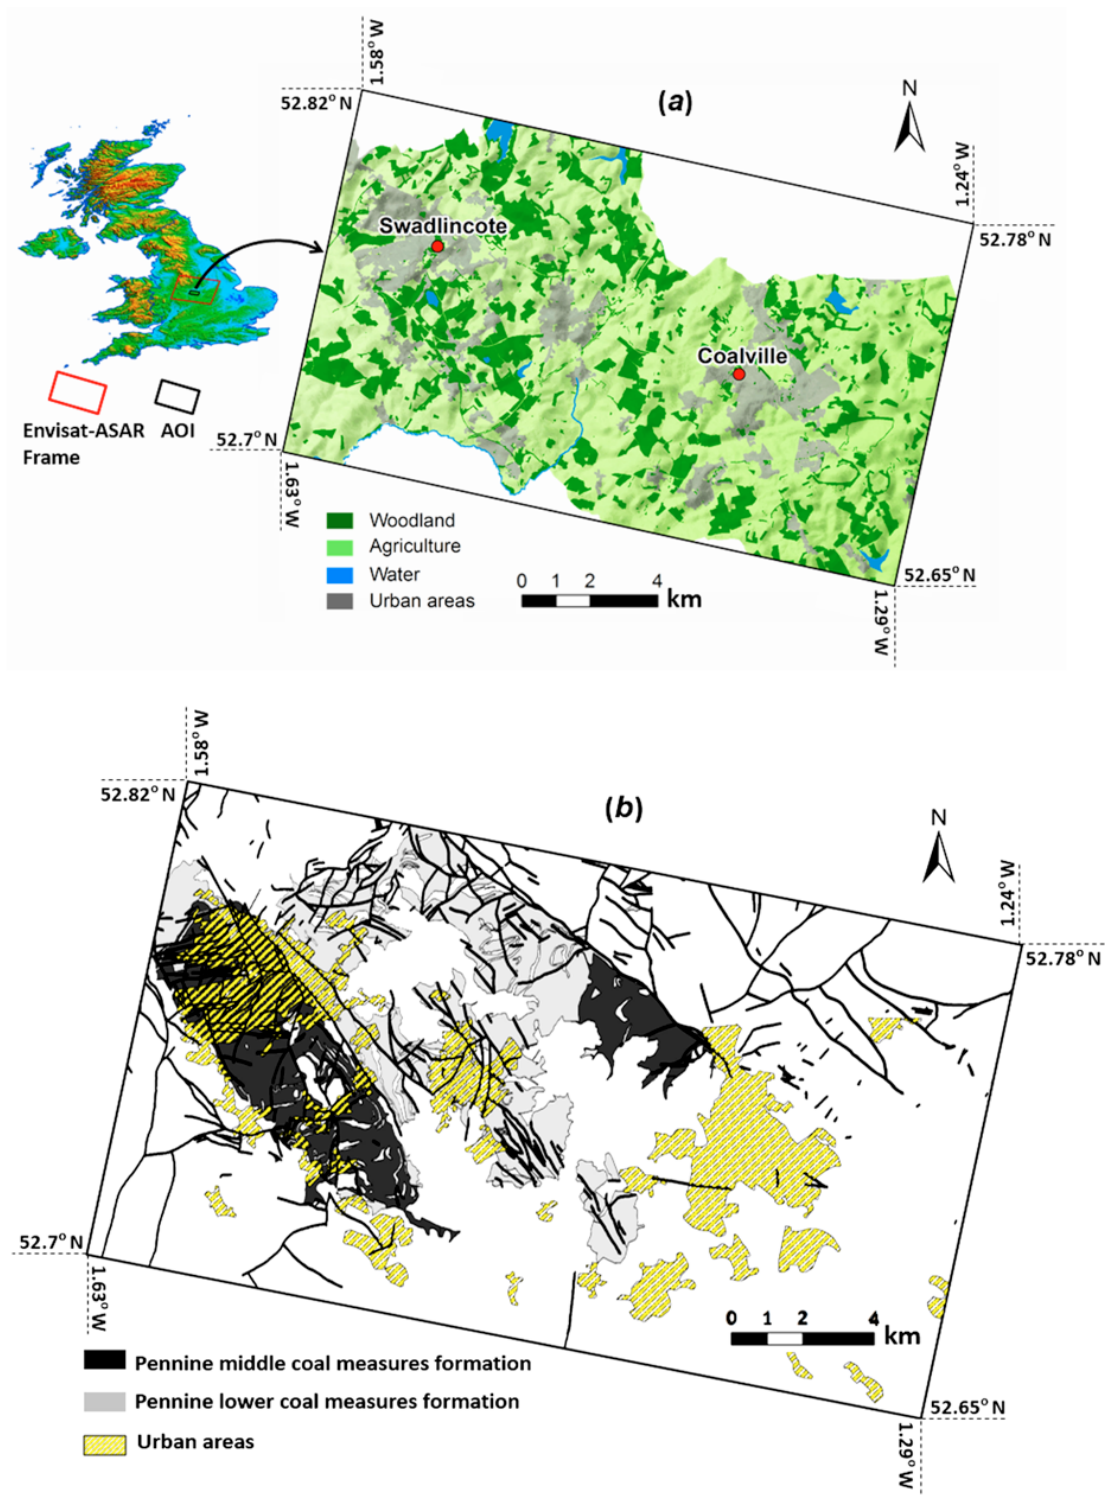 1.58° W
52.82° N
(a)
N
1.24° W
52.78° N
Swadlincote
Coalville
Envisat-ASAR
Frame
AOI
52.7° N
1.63° W
Woodland
Agriculture
Water
Urban areas
0 1 2 4
km
52.65° N
1.29° W
1.58° W
52.82° N
(b)
N
1.24° W
52.78° N
52.7° N
1.63° W
0 1 2 4
km
Pennine middle coal measures formation
Pennine lower coal measures formation
Urban areas
52.65° N
1.29° W